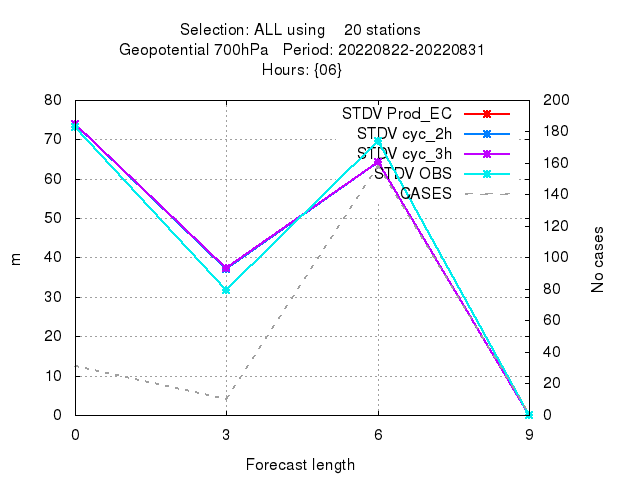 Selection: ALL using    20 stations
Geopotential 700hPa   Period: 20220822-20220831
Hours: {06}
80
70
60
50
40
30
20
10
0
200
180
160
140
120
100
80
60
40
20
0
STDV Prod_EC
STDV cyc_2h
STDV cyc_3h
STDV OBS
CASES
m
No cases
0 3 6 9
Forecast length